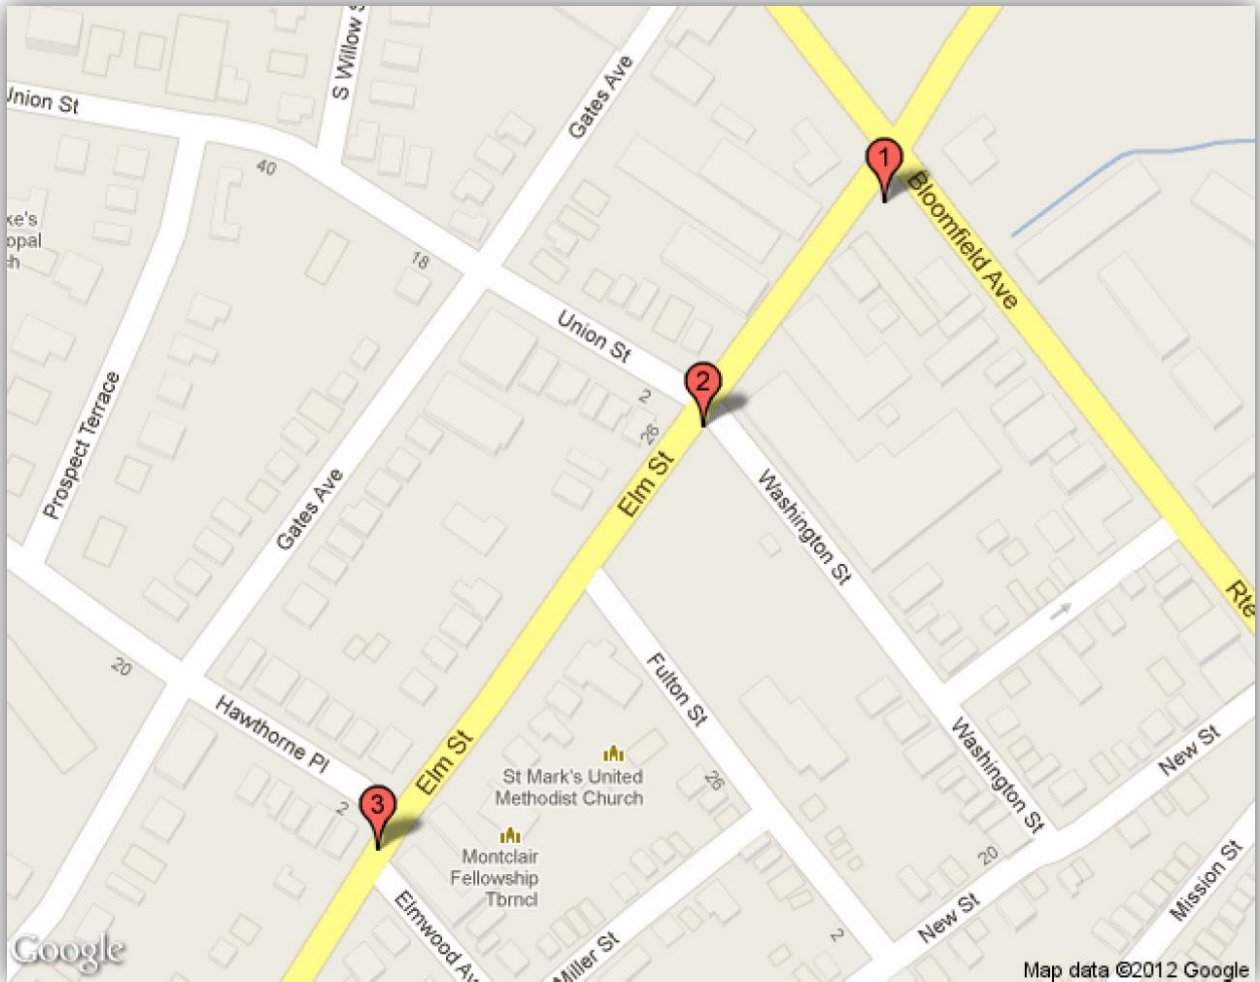 S Willow S
Gates Ave
Union St
1
40
Bloomfield Ave
18
Union St
2
2
26
Elm St
Prospect Terrace
Gates Ave
Washington St
Rte
20
Hawthorne Pl
Fulton St
Elm St
St Mark's United
Methodist Church
26
Washington St
New St
3
2
Montclair
Fellowship
Tbrncl
20
Mission St
Elmwood Av
New St
2
Miller St
Google
Map data ©2012 Google